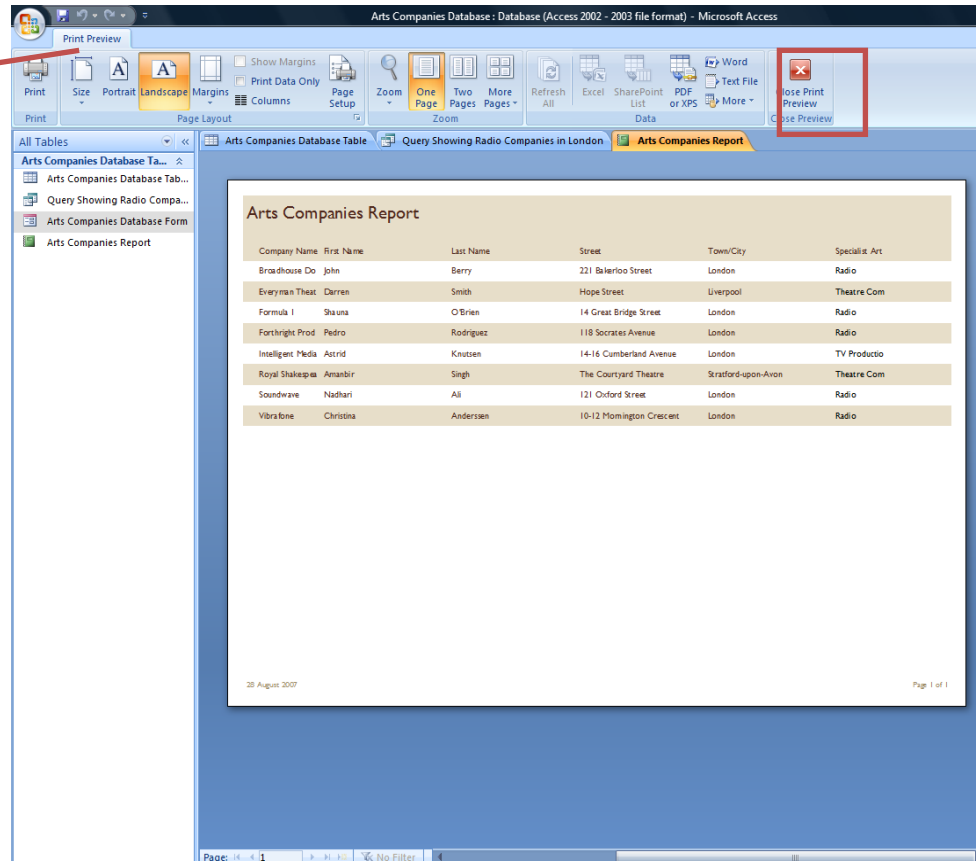 Arts Companies Database : Database (Access 2002 - 2003 file format) - Microsoft Access
Print Preview
Print
Size
Portrait
Landscape
Margins
Show Margins
Print Data Only
Columns
Page Setup
Zoom
One Page
Two Pages
More Pages
Refresh All
Excel
SharePoint List
PDF or XPS
Word
Text File
More
Close Print Preview
Print
Page Layout
Zoom
Data
Close Preview
All Tables
Arts Companies Database Ta...
Arts Companies Database Tab...
Query Showing Radio Compa...
Arts Companies Database Form
Arts Companies Report
Arts Companies Database Table
Query Showing Radio Companies in London
Arts Companies Report
Arts Companies Report
Company Name First Name Last Name Street Town/City Specialist Art
Broadhouse Do John Berry 221 Bakerloo Street London Radio
Everyman Theat Darren Smith Hope Street Liverpool Theatre Com
Formula 1 Shauna O'Brien 14 Great Bridge Street London Radio
Forthright Prod Pedro Rodriguez 118 Socrates Avenue London Radio
Intelligent Media Astrid Knutsen 14-16 Cumberland Avenue London TV Productio
Royal Shakespea Amanbir Singh The Courtyard Theatre Stratford-upon-Avon Theatre Com
Soundwave Nadhari Ali 121 Oxford Street London Radio
Vibrafone Christina Anderssen 10-12 Mornington Crescent London Radio
28 August 2007
Page 1 of 1
Page: 1
No Filter